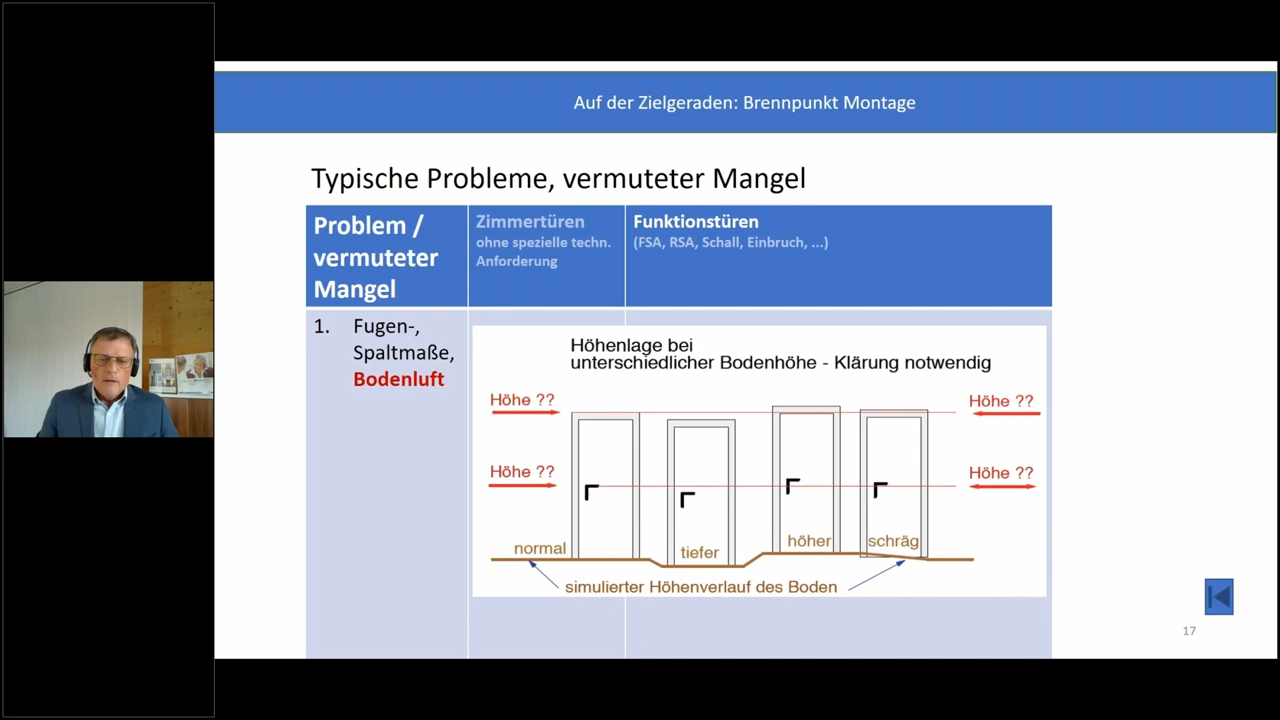 Auf der Zielgeraden: Brennpunkt Montage
Typische Probleme, vermuteter Mangel
Problem /
vermuteter
Mangel
Zimmertüren
ohne spezielle techn.
Anforderung
Funktionstüren
(FSA, RSA, Schall, Einbruch, ...)
1. Fugen-,
Spaltmaße,
Bodenluft
Höhenlage bei
unterschiedlicher Bodenhöhe - Klärung notwendig
Höhe ??
Höhe ??
Höhe ??
Höhe ??
normal
tiefer
höher
schräg
simulierter Höhenverlauf des Boden
17